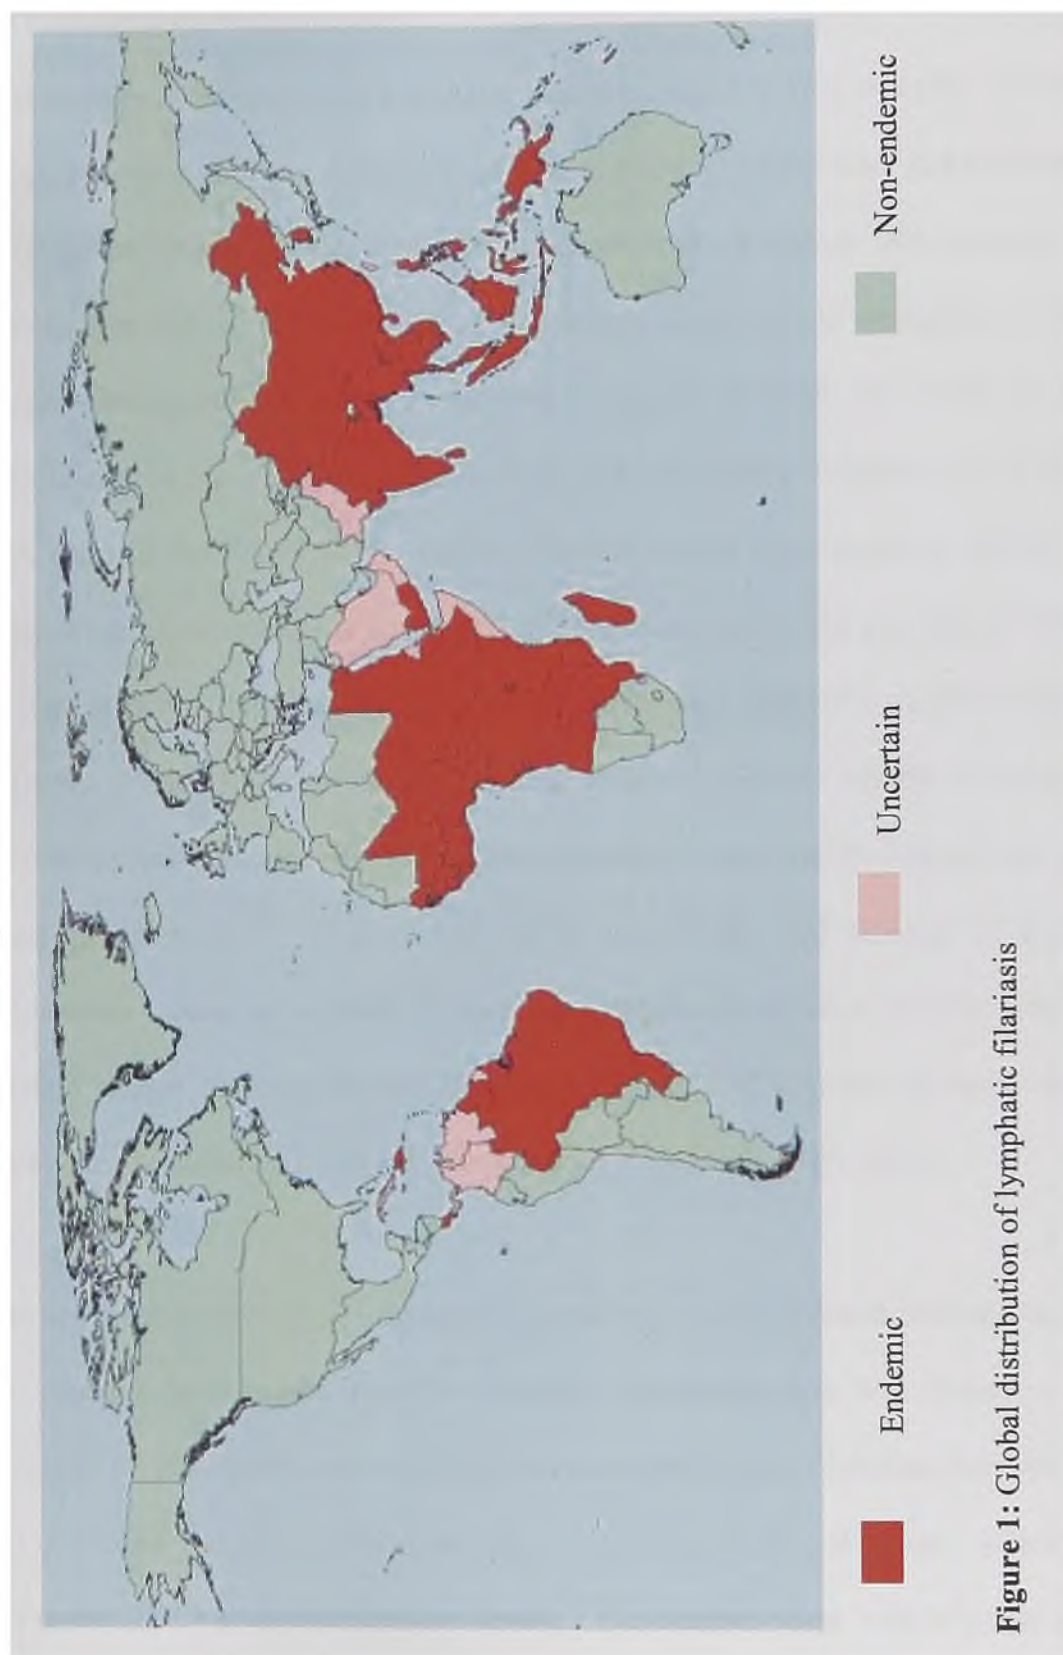 Endemic
Uncertain
Non-endemic
Figure 1: Global distribution of lymphatic filariasis